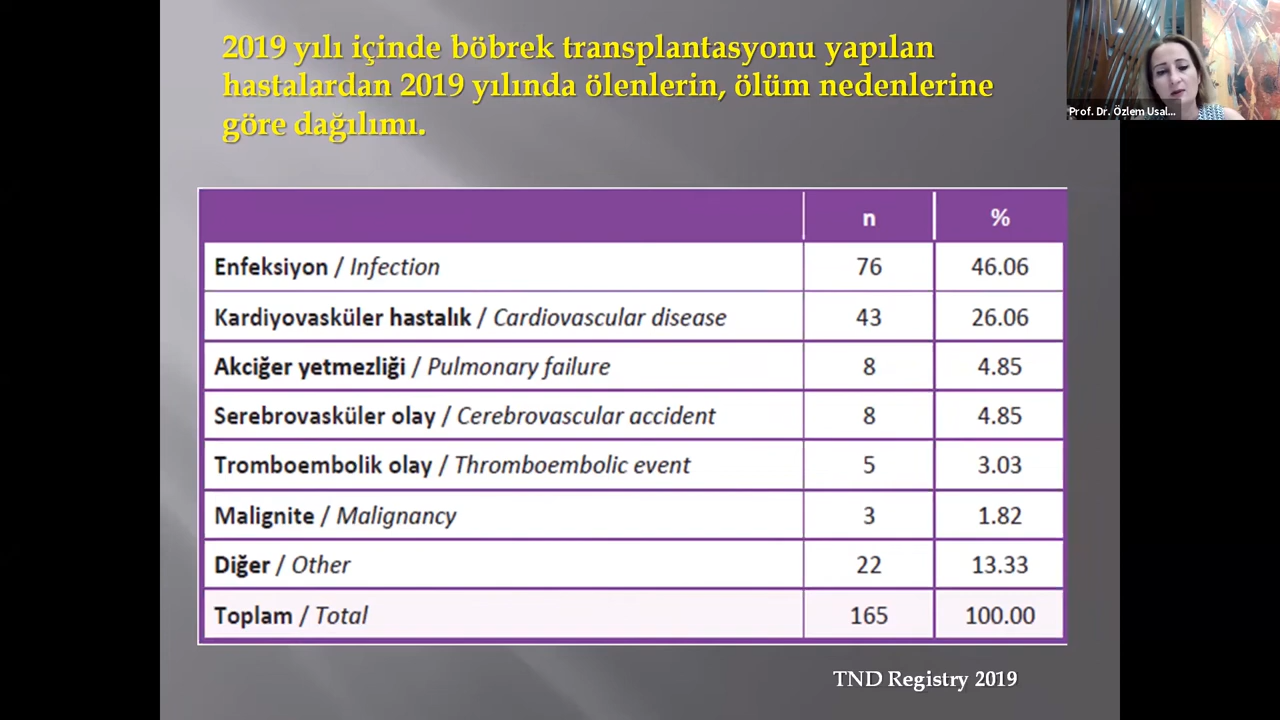 2019 yılı içinde böbrek transplantasyonu yapılan
hastalardan 2019 yılında ölenlerin, ölüm nedenlerine
göre dağılımı.
Prof. Dr. Özlem Usal...
n %
Enfeksiyon / Infection 76 46.06
Kardiyovasküler hastalık / Cardiovascular disease 43 26.06
Akciğer yetmezliği / Pulmonary failure 8 4.85
Serebrovasküler olay / Cerebrovascular accident 8 4.85
Tromboembolik olay / Thromboembolic event 5 3.03
Malignite / Malignancy 3 1.82
Diğer / Other 22 13.33
Toplam / Total 165 100.00
TND Registry 2019